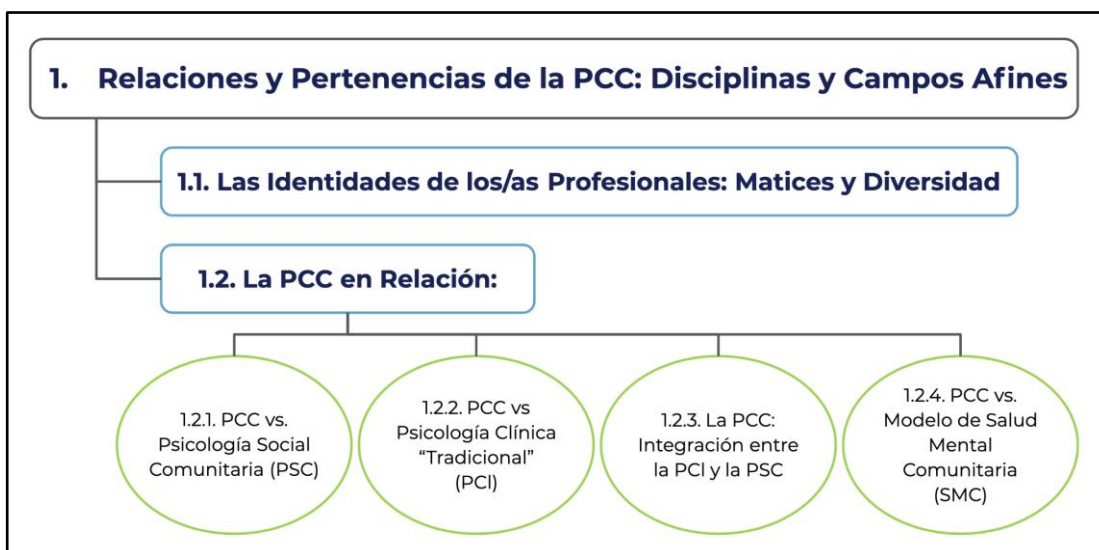 1. Relaciones y Pertenencias de la PCC: Disciplinas y Campos Afines
1.1. Las Identidades de los/as Profesionales: Matices y Diversidad
1.2. La PCC en Relación:
1.2.1. PCC vs.
Psicología Social
Comunitaria (PSC)
1.2.2. PCC vs
Psicología Clínica
“Tradicional”
(PCl)
1.2.3. La PCC:
Integración entre
la PCl y la PSC
1.2.4. PCC vs.
Modelo de Salud
Mental
Comunitaria
(SMC)